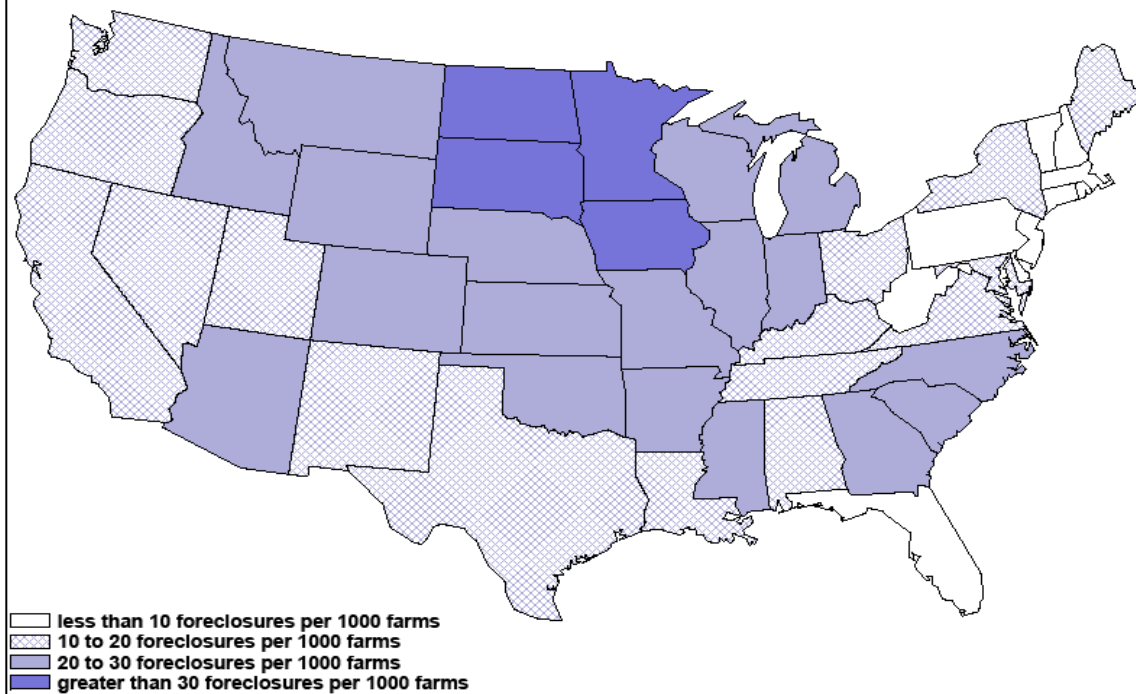 less than 10 foreclosures per 1000 farms
10 to 20 foreclosures per 1000 farms
20 to 30 foreclosures per 1000 farms
greater than 30 foreclosures per 1000 farms